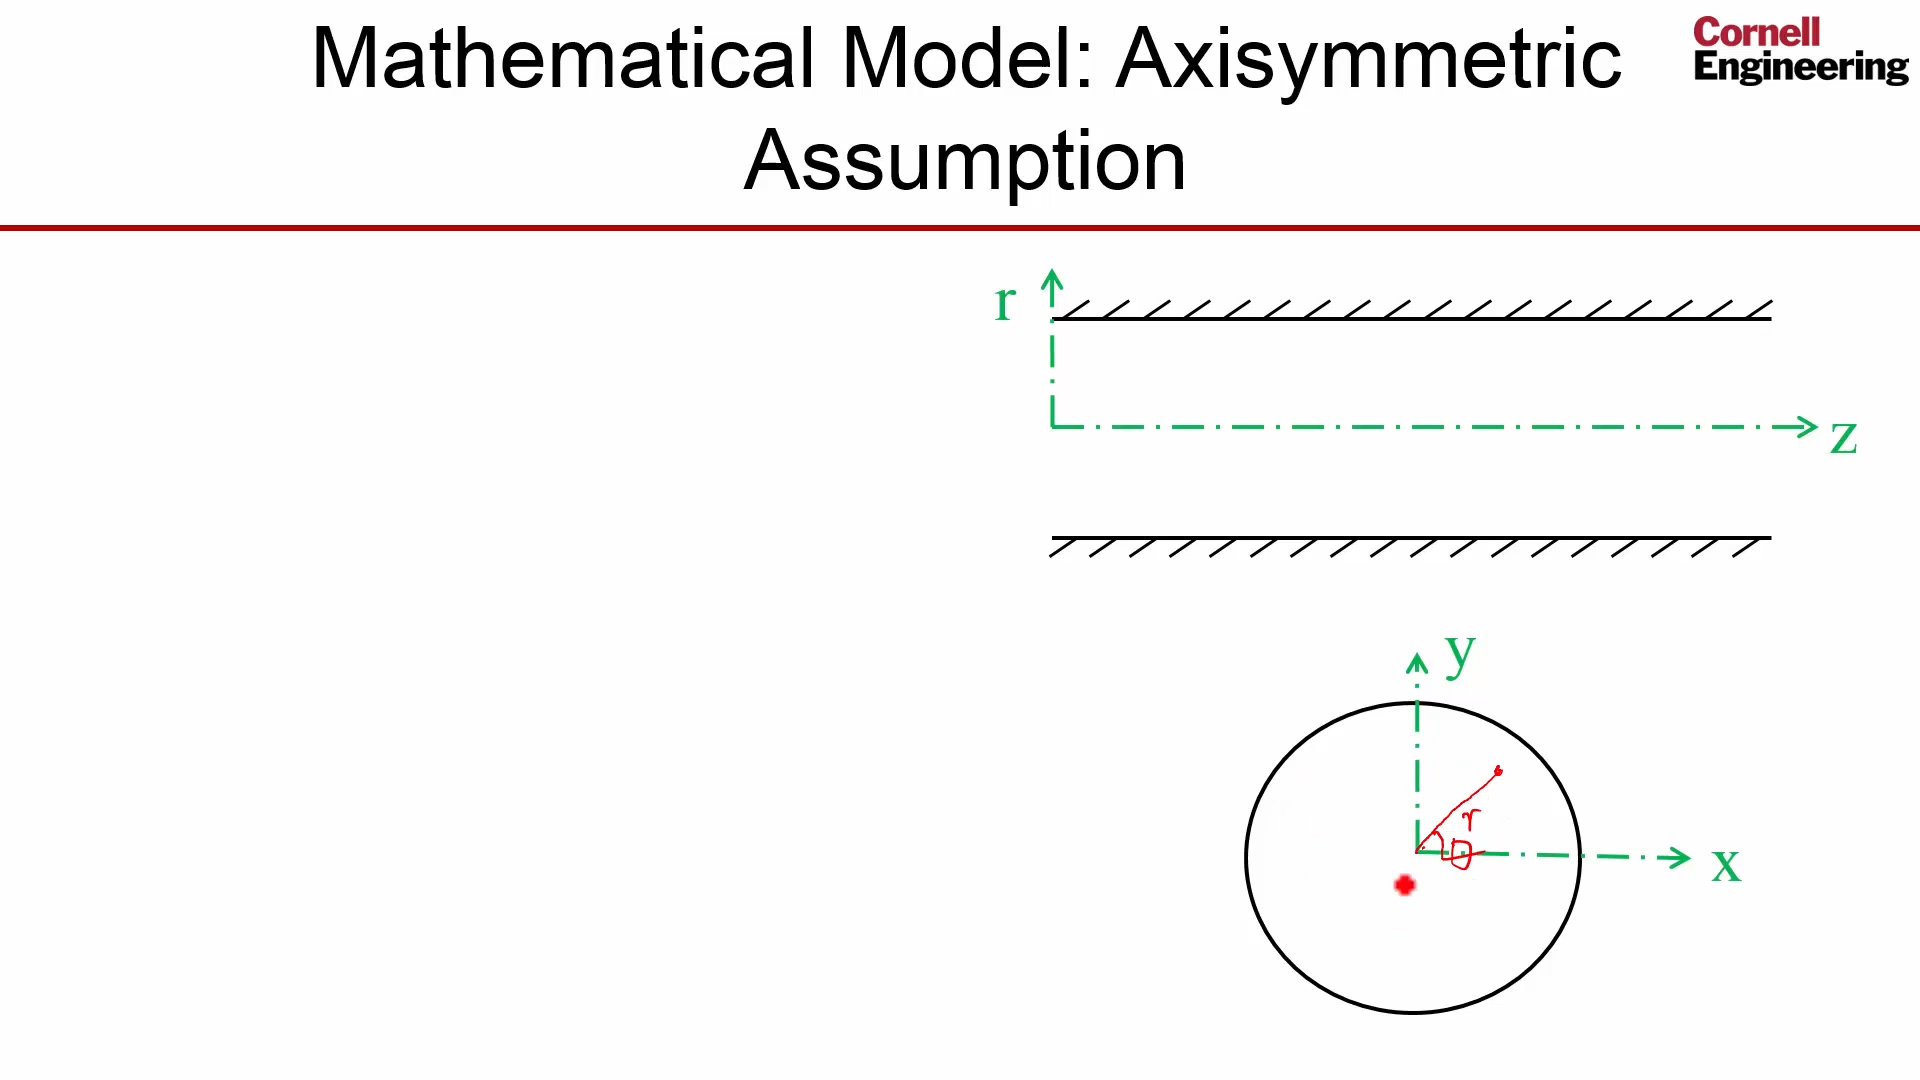 Mathematical Model: Axisymmetric
Assumption
Cornell
Engineering
r
z
y
r
x